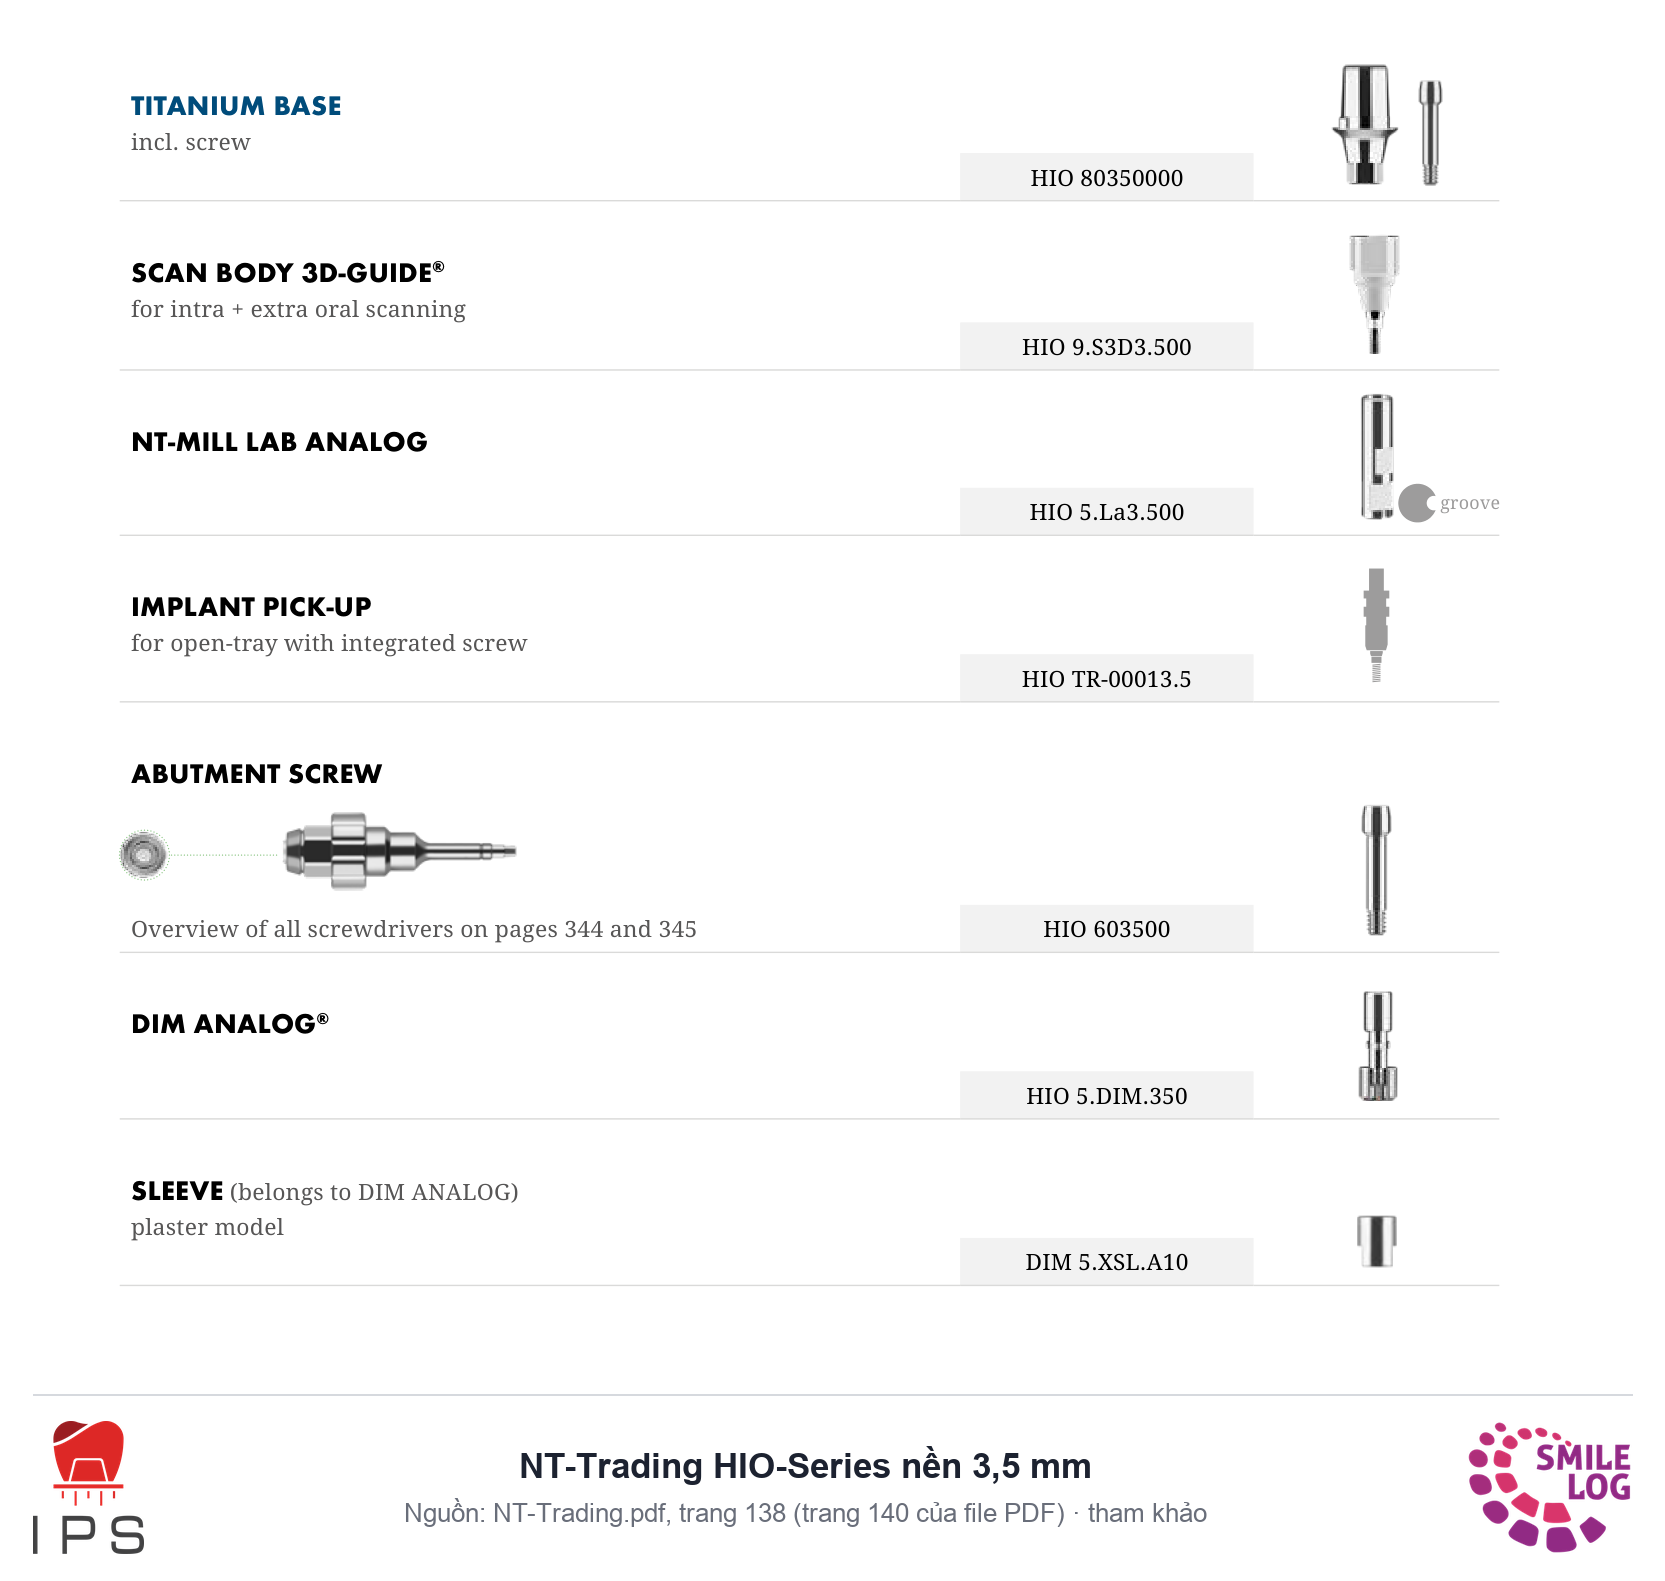 TITANIUM BASE
incl. screw
HIO 80350000
SCAN BODY 3D-GUIDE®
for intra + extra oral scanning
HIO 9.S3D3.500
NT-MILL LAB ANALOG
HIO 5.La3.500
groove
IMPLANT PICK-UP
for open-tray with integrated screw
HIO TR-00013.5
ABUTMENT SCREW
Overview of all screwdrivers on pages 344 and 345
HIO 603500
DIM ANALOG®
HIO 5.DIM.350
SLEEVE (belongs to DIM ANALOG)
plaster model
DIM 5.XSL.A10
IPS
NT-Trading HIO-Series nền 3,5 mm
Nguồn: NT-Trading.pdf, trang 138 (trang 140 của file PDF) · tham khảo
SMILE
LOG